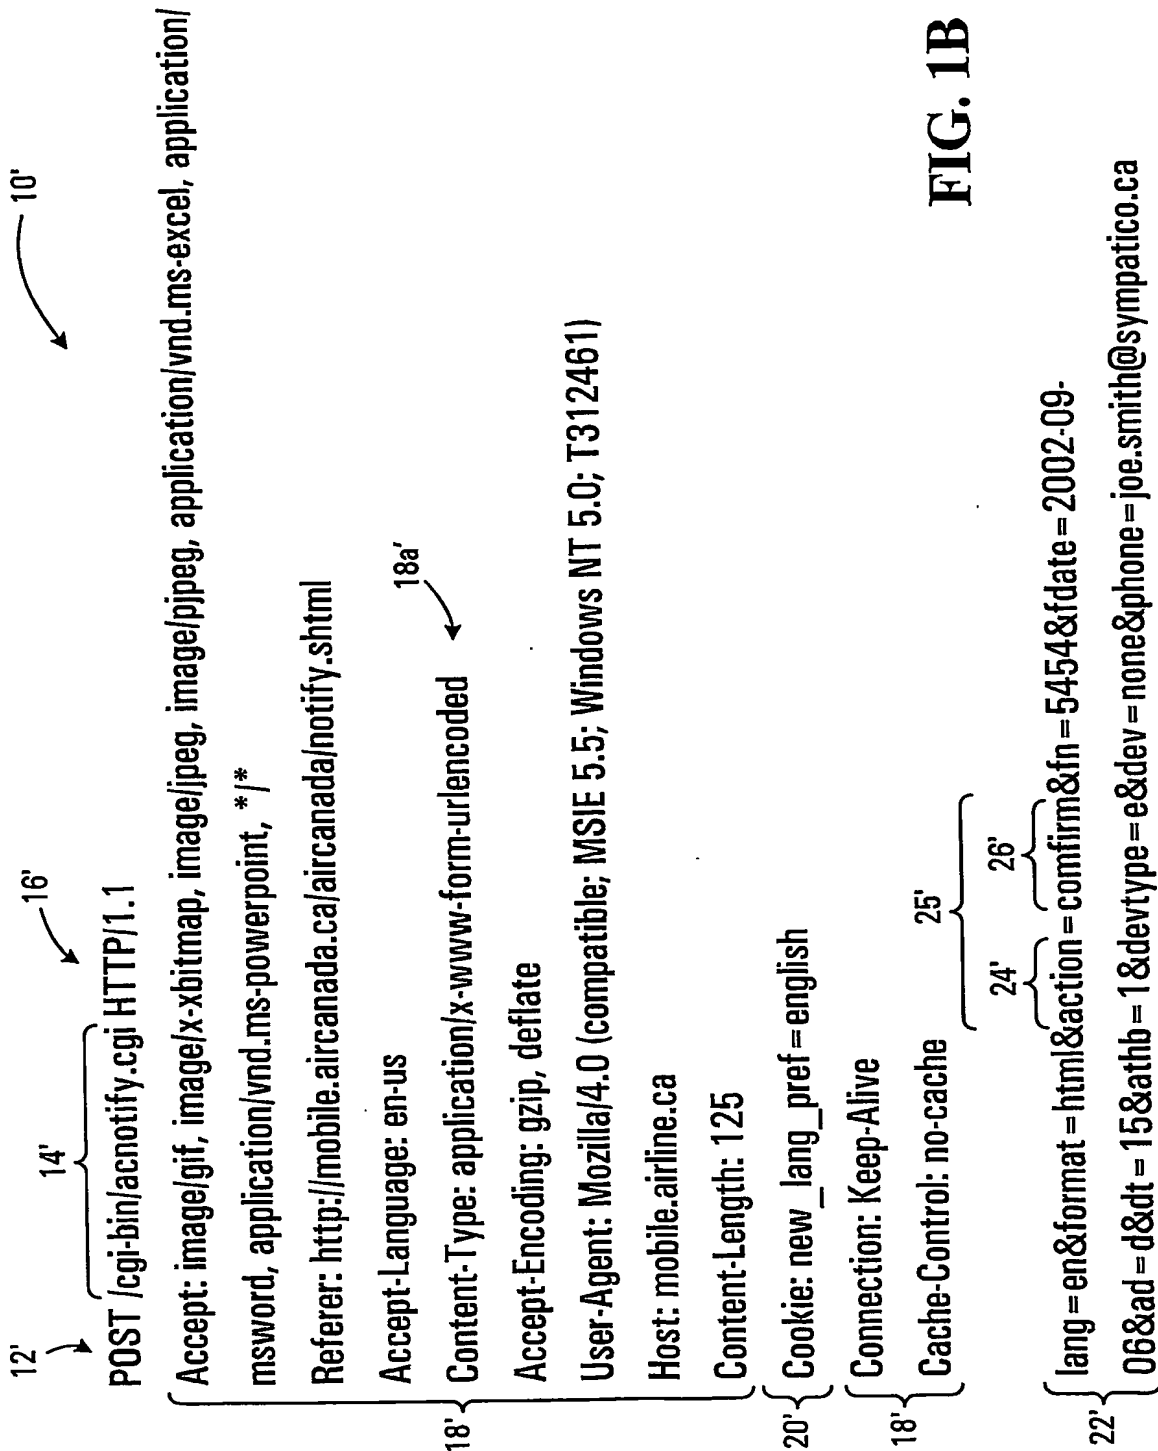 10'
12'
14'
16'
POST /cgi-bin/acnotify.cgi HTTP/1.1
Accept: image/gif, image/x-xbitmap, image/jpeg, image/pjpeg, application/vnd.ms-excel, application/
msword, application/vnd.ms-powerpoint, */*
Referer: http://mobile.aircanada.ca/aircanada/notify.shtml
Accept-Language: en-us
18a'
Content-Type: application/x-www-form-urlencoded
Accept-Encoding: gzip, deflate
User-Agent: Mozilla/4.0 (compatible; MSIE 5.5; Windows NT 5.0; T312461)
Host: mobile.airline.ca
Content-Length: 125
18'
20'
Cookie: new_lang_pref=english
18'
Connection: Keep-Alive
Cache-Control: no-cache
25'
24'
26'
22'
lang=en&format=html&action=comfirm&fn=5454&fdate=2002-09-
06&ad=d&dt=15&athb=1&devtype=e&dev=none&phone=joe.smith@sympatico.ca
FIG. 1B